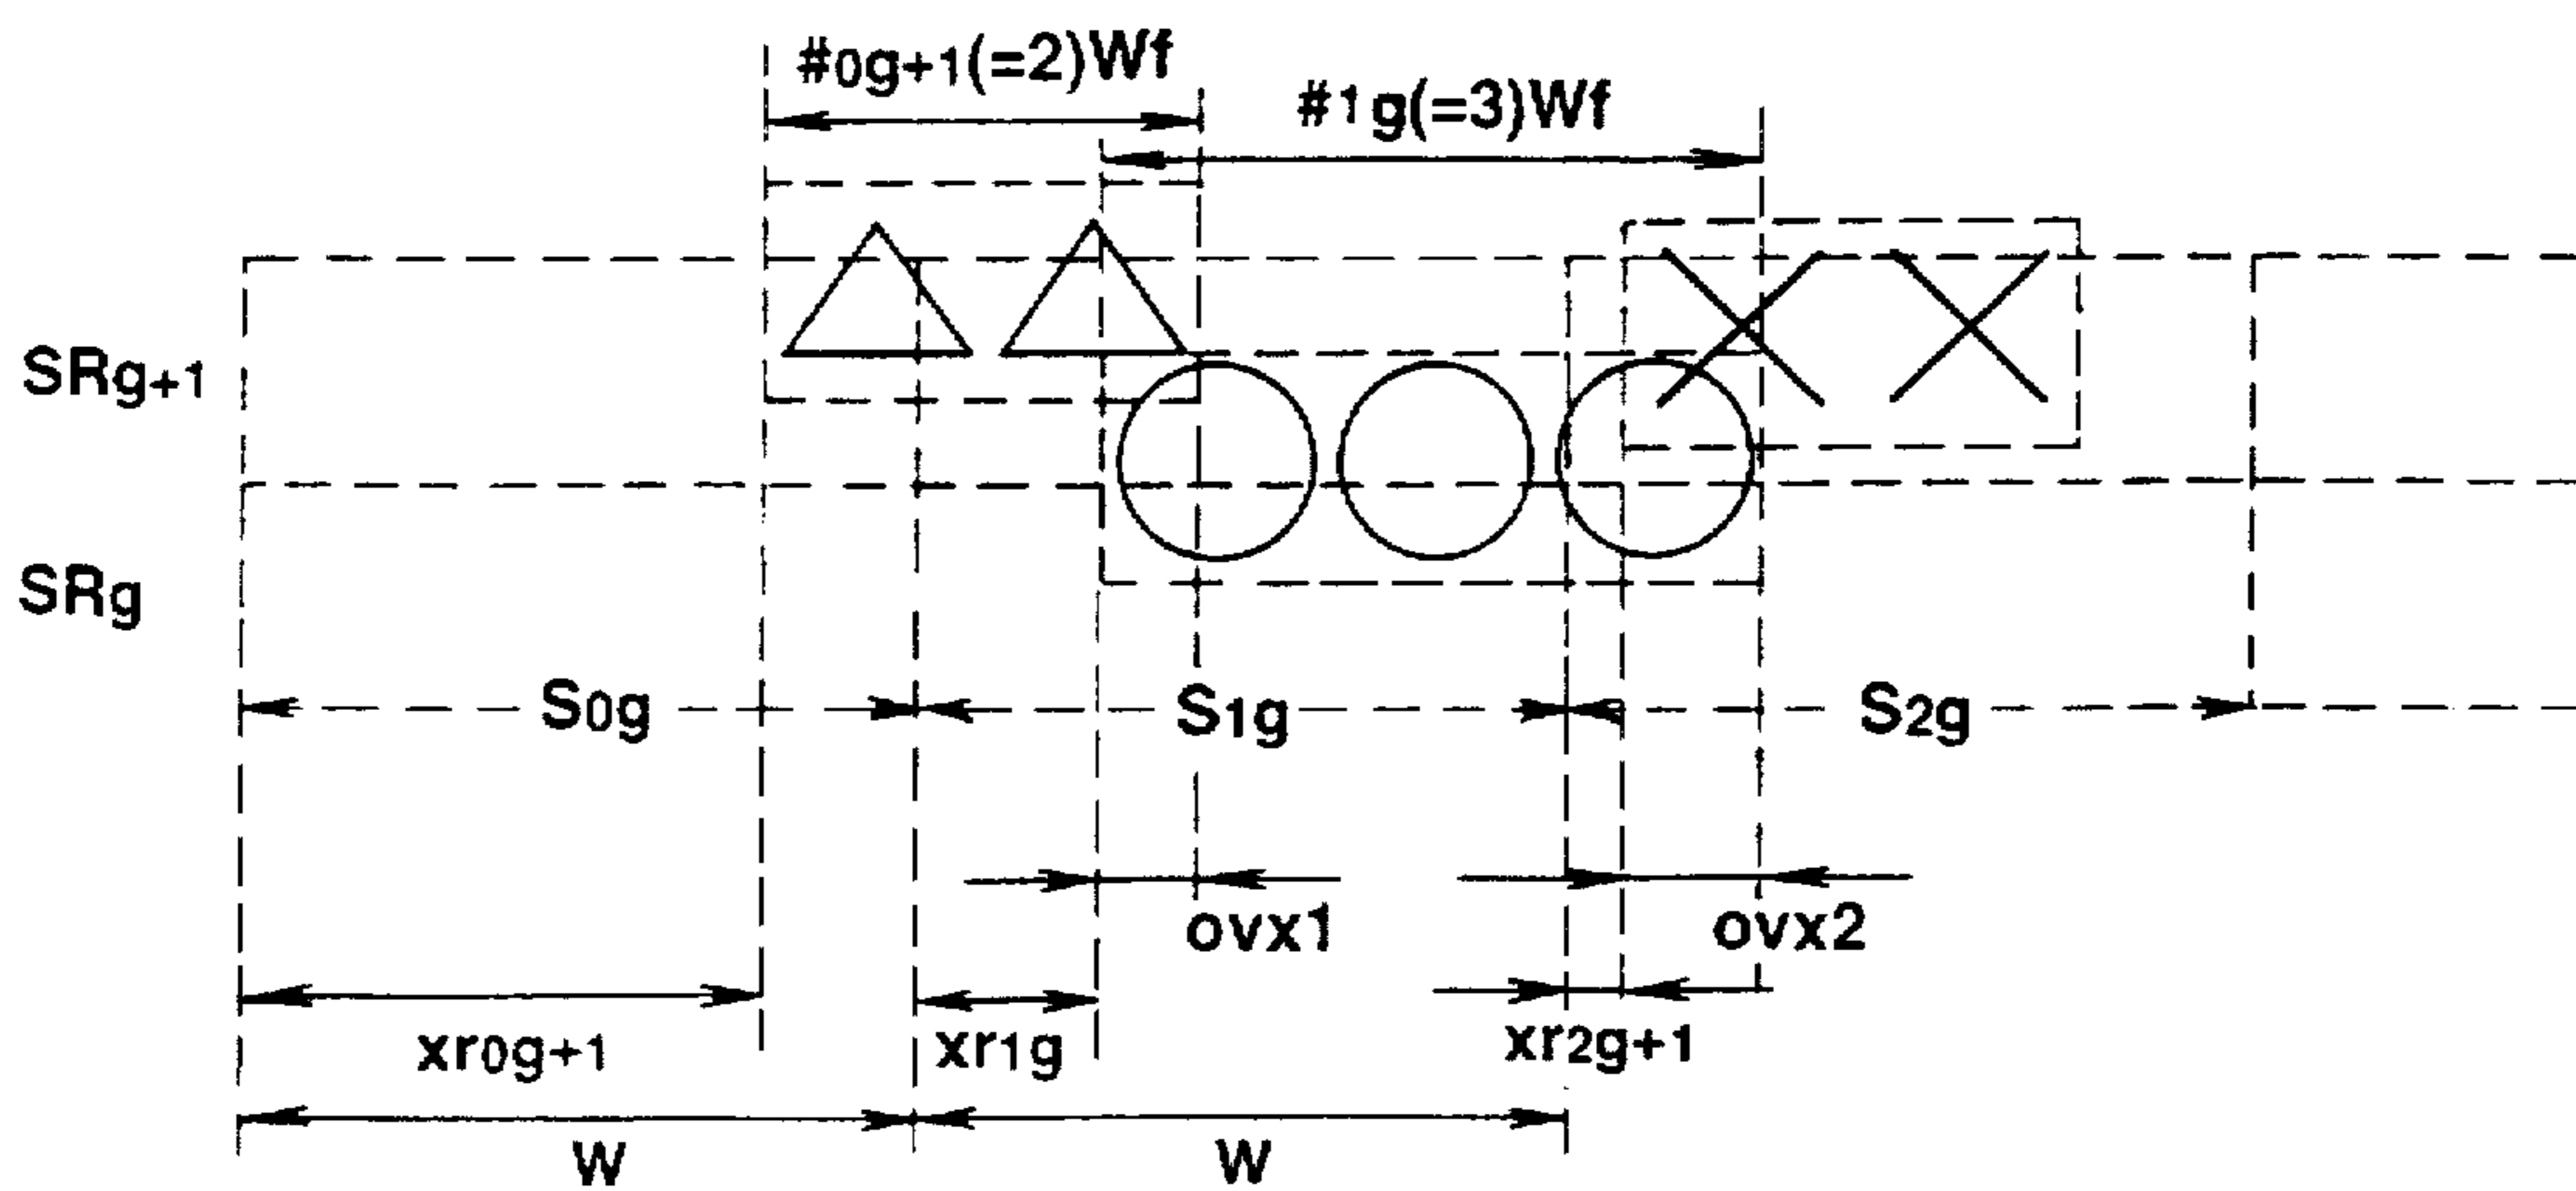 #0g+1(=2)Wf
#1g(=3)Wf
SRg+1
SRg
S0g
S1g
S2g
ovx1
ovx2
xr0g+1
xr1g
xr2g+1
W
W